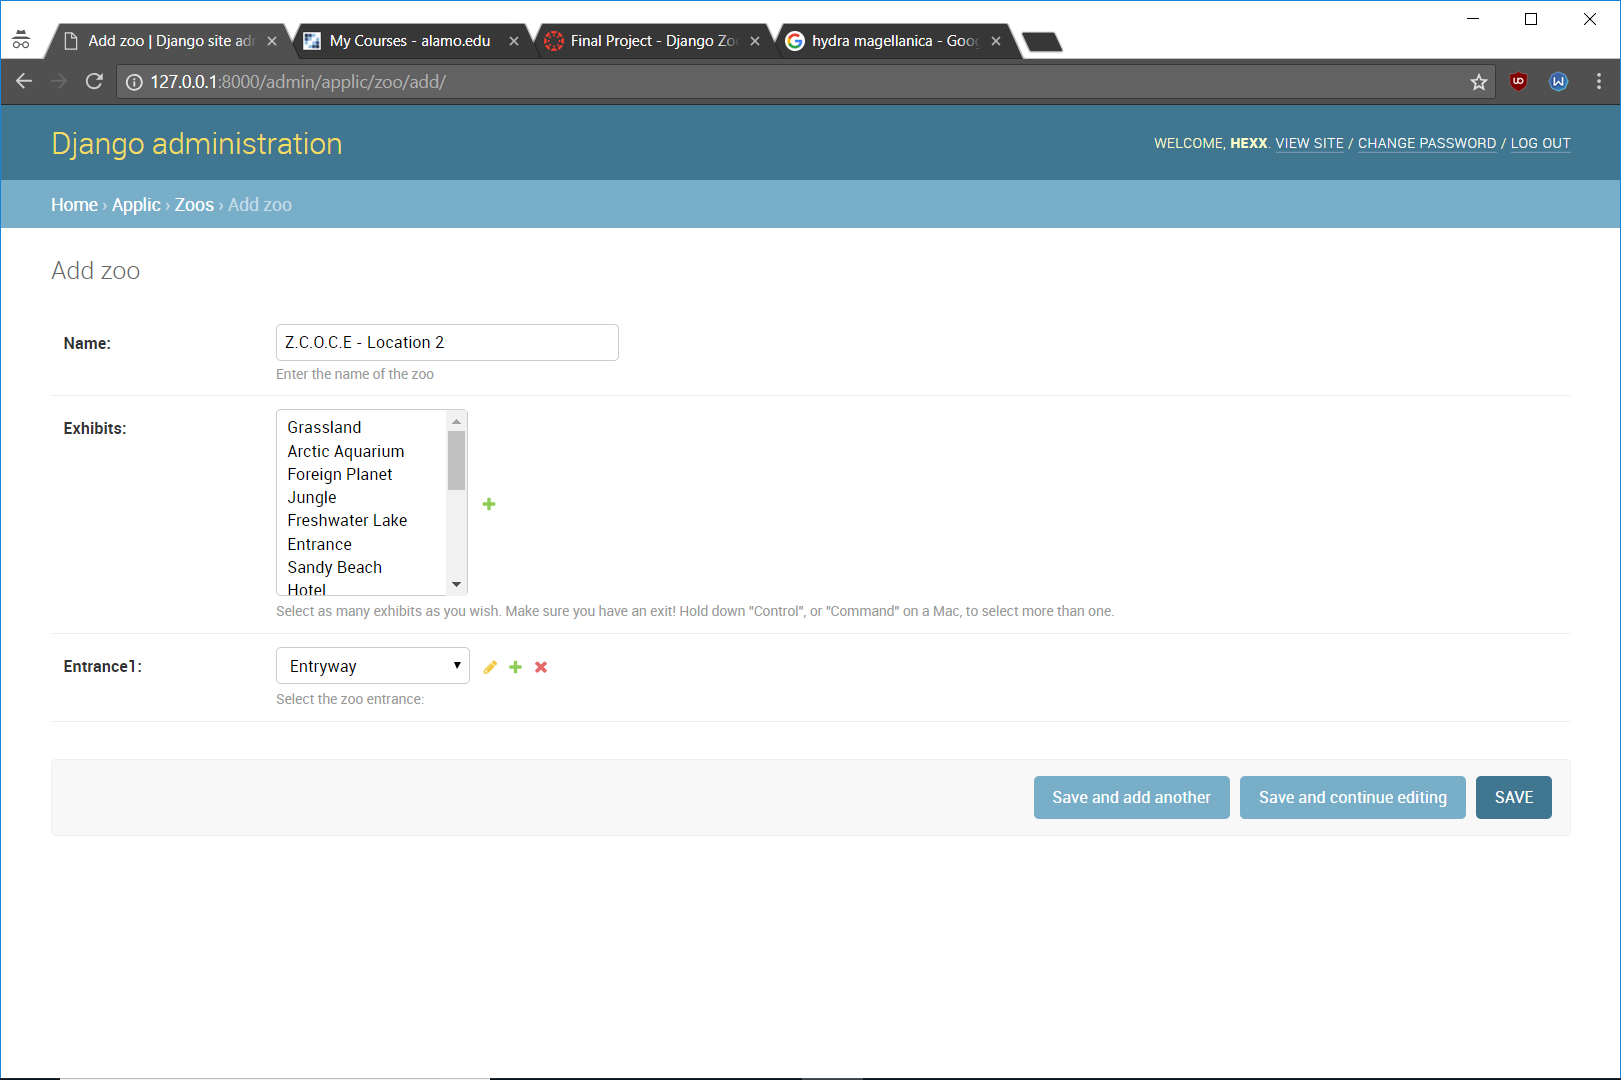 Add zoo | Django site adr
My Courses - alamo.edu
Final Project - Django Zo
hydra magellanica - Goog
127.0.0.1:8000/admin/applic/zoo/add/
Django administration
WELCOME, HEXX. VIEW SITE / CHANGE PASSWORD / LOG OUT
Home › Applic › Zoos › Add zoo
Add zoo
Name:
Z.C.O.C.E - Location 2
Enter the name of the zoo
Exhibits:
Grassland
Arctic Aquarium
Foreign Planet
Jungle
Freshwater Lake
Entrance
Sandy Beach
Hotel
Select as many exhibits as you wish. Make sure you have an exit! Hold down "Control", or "Command" on a Mac, to select more than one.
Entrance1:
Entryway
Select the zoo entrance:
Save and add another
Save and continue editing
SAVE